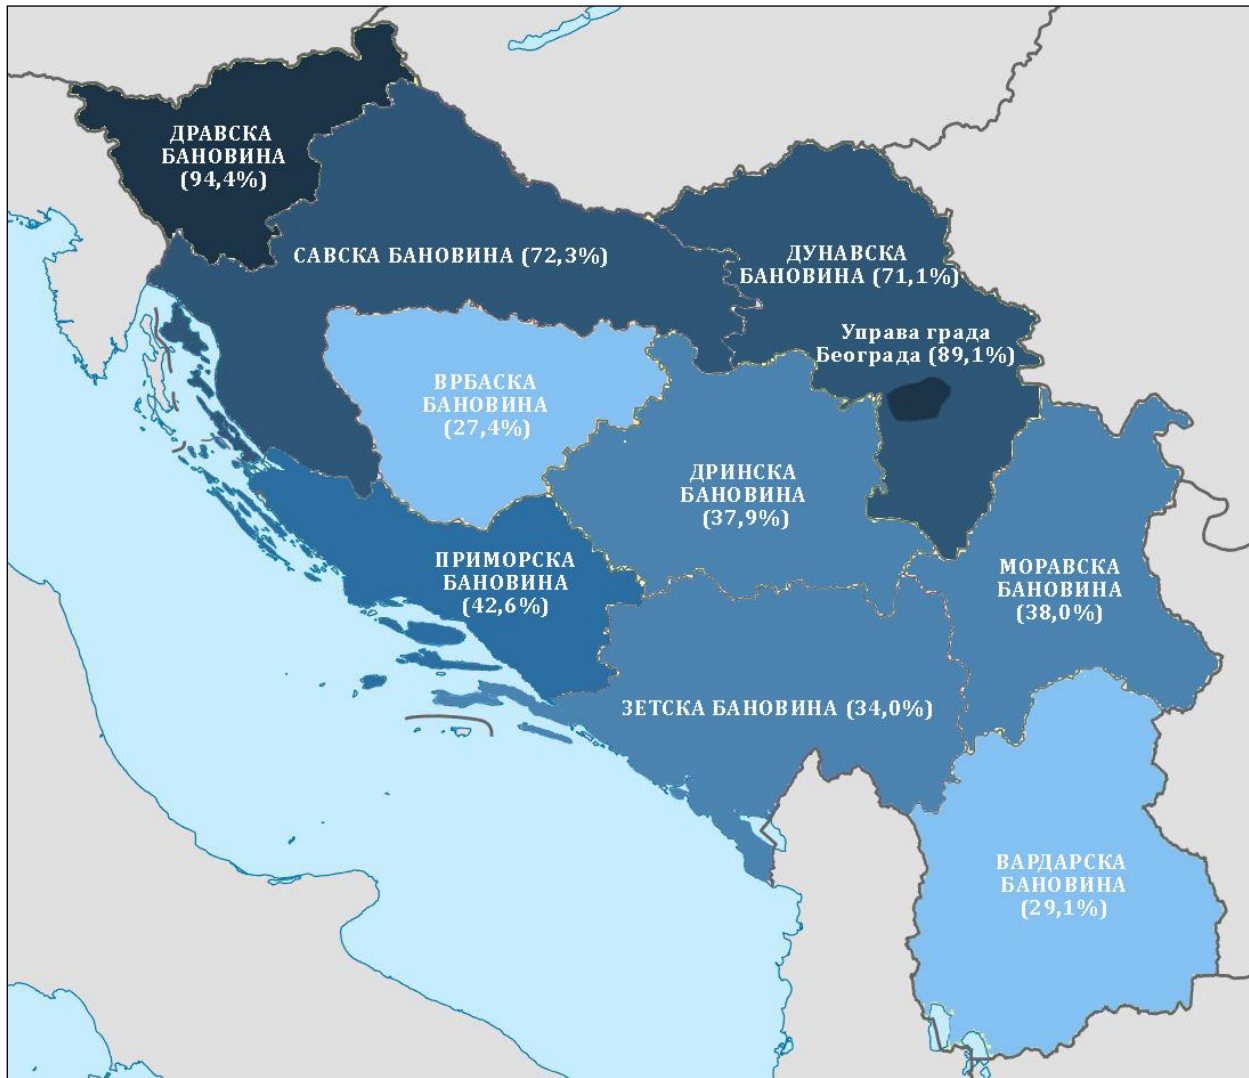 ДРАВСКА
БАНОВИНА
(94,4%)
САВСКА БАНОВИНА (72,3%)
ДУНАВСКА
БАНОВИНА (71,1%)
Управа града
Београда (89,1%)
ВРБАСКА
БАНОВИНА
(27,4%)
ДРИНСКА
БАНОВИНА
(37,9%)
ПРИМОРСКА
БАНОВИНА
(42,6%)
МОРАВСКА
БАНОВИНА
(38,0%)
ЗЕТСКА БАНОВИНА (34,0%)
ВАРДАРСКА
БАНОВИНА
(29,1%)